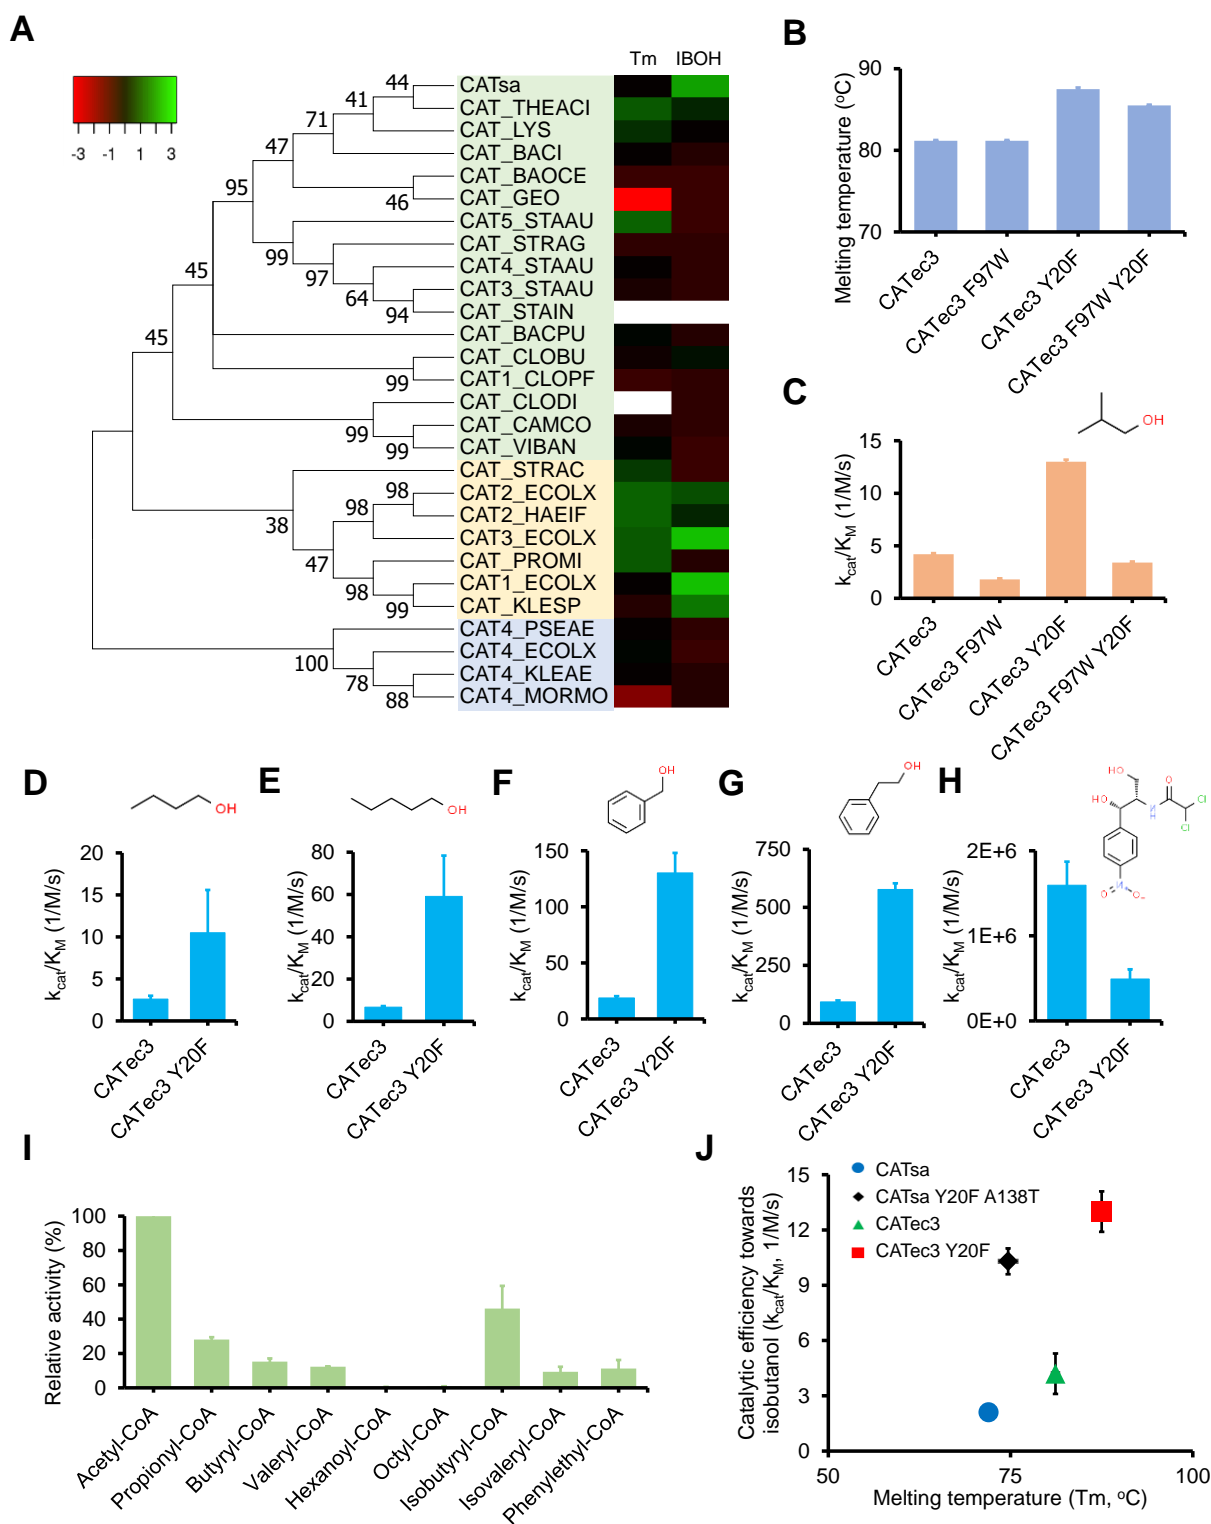 A
Tm IBOH
-3 -1 1 3
CATsa
CAT_THEACI
CAT_LYS
CAT_BACI
CAT_BAOCE
CAT_GEO
CAT5_STAAU
CAT_STRAG
CAT4_STAAU
CAT3_STAAU
CAT_STAIN
CAT_BACPU
CAT_CLOBU
CAT1_CLOPF
CAT_CLODI
CAT_CAMCO
CAT_VIBAN
CAT_STRAC
CAT2_ECOLX
CAT2_HAEIF
CAT3_ECOLX
CAT_PROMI
CAT1_ECOLX
CAT_KLESP
CAT4_PSEAE
CAT4_ECOLX
CAT4_KLEAE
CAT4_MORMO
44
41
71
47
95
46
99
97
64
94
45
45
99
99
99
38
98
98
47
98
99
100
78
88
B
Melting temperature (ºC)
90
80
70
CATec3
CATec3 F97W
CATec3 Y20F
CATec3 F97W Y20F
C
OH
kcat/KM (1/M/s)
15
10
5
0
CATec3
CATec3 F97W
CATec3 Y20F
CATec3 F97W Y20F
D
OH
kcat/KM (1/M/s)
20
15
10
5
0
CATec3
CATec3 Y20F
E
OH
kcat/KM (1/M/s)
80
60
40
20
0
CATec3
CATec3 Y20F
F
OH
kcat/KM (1/M/s)
150
100
50
0
CATec3
CATec3 Y20F
G
OH
kcat/KM (1/M/s)
750
500
250
0
CATec3
CATec3 Y20F
H
HO
O
Cl
HO
N
H
Cl
N+
O
O-
kcat/KM (1/M/s)
2E+6
1E+6
0E+0
CATec3
CATec3 Y20F
I
Relative activity (%)
100
80
60
40
20
0
Acetyl-CoA
Propionyl-CoA
Butyryl-CoA
Valeryl-CoA
Hexanoyl-CoA
Octyl-CoA
Isobutyryl-CoA
Isovaleryl-CoA
Phenylethyl-CoA
J
CATsa
CATsa Y20F A138T
CATec3
CATec3 Y20F
Catalytic efficiency towards
isobutanol (kcat/KM, 1/M/s)
15
12
9
6
3
0
50 75 100
Melting temperature (Tm, ºC)